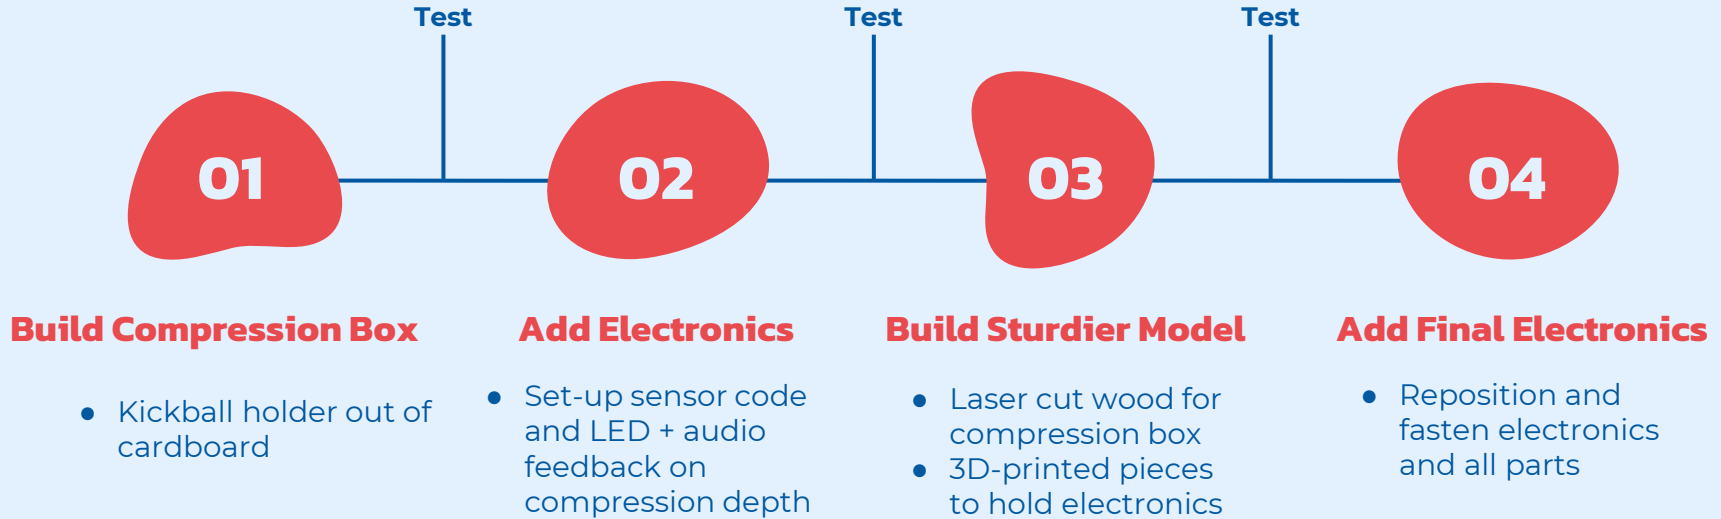 Test
Test
Test
01
02
03
04
Build Compression Box
● Kickball holder out of
cardboard
Add Electronics
● Set-up sensor code
and LED + audio
feedback on
compression depth
Build Sturdier Model
● Laser cut wood for
compression box
● 3D-printed pieces
to hold electronics
Add Final Electronics
● Reposition and
fasten electronics
and all parts